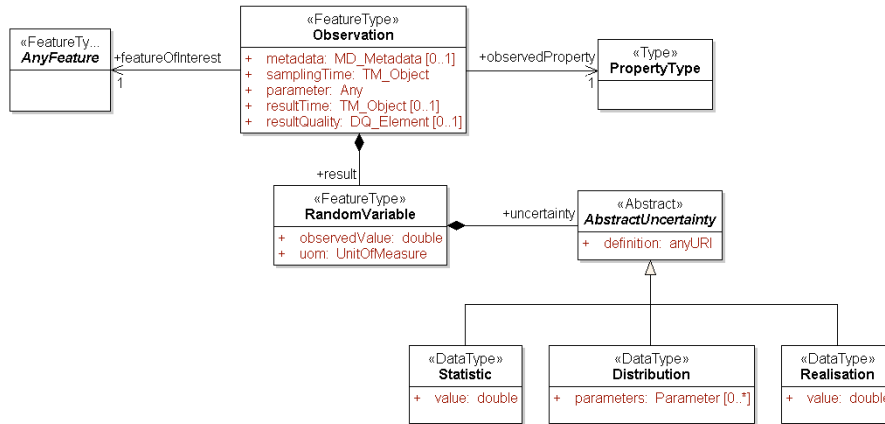 «FeatureType»
Observation
+ metadata: MD_Metadata [0..1]
+ samplingTime: TM_Object
+ parameter: Any
+ resultTime: TM_Object [0..1]
+ resultQuality: DQ_Element [0..1]
«FeatureTy...
AnyFeature
+featureOfInterest
1
+observedProperty
1
«Type»
PropertyType
+result
«FeatureType»
RandomVariable
+ observedValue: double
+ uom: UnitOfMeasure
+uncertainty
«Abstract»
AbstractUncertainty
+ definition: anyURI
«DataType»
Statistic
+ value: double
«DataType»
Distribution
+ parameters: Parameter [0..*]
«DataType»
Realisation
+ value: double